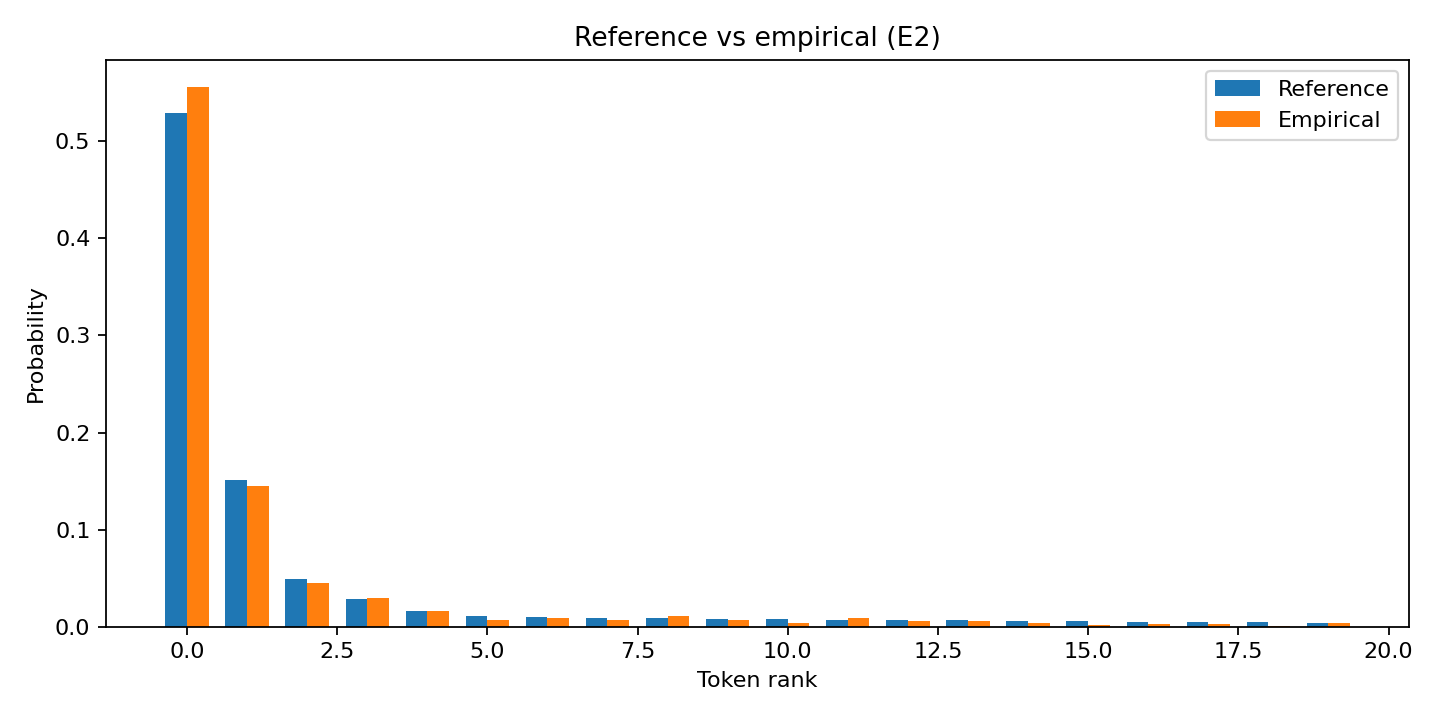 Reference vs empirical (E2)
Reference
Empirical
Probability
0.5
0.4
0.3
0.2
0.1
0.0
0.0 2.5 5.0 7.5 10.0 12.5 15.0 17.5 20.0
Token rank